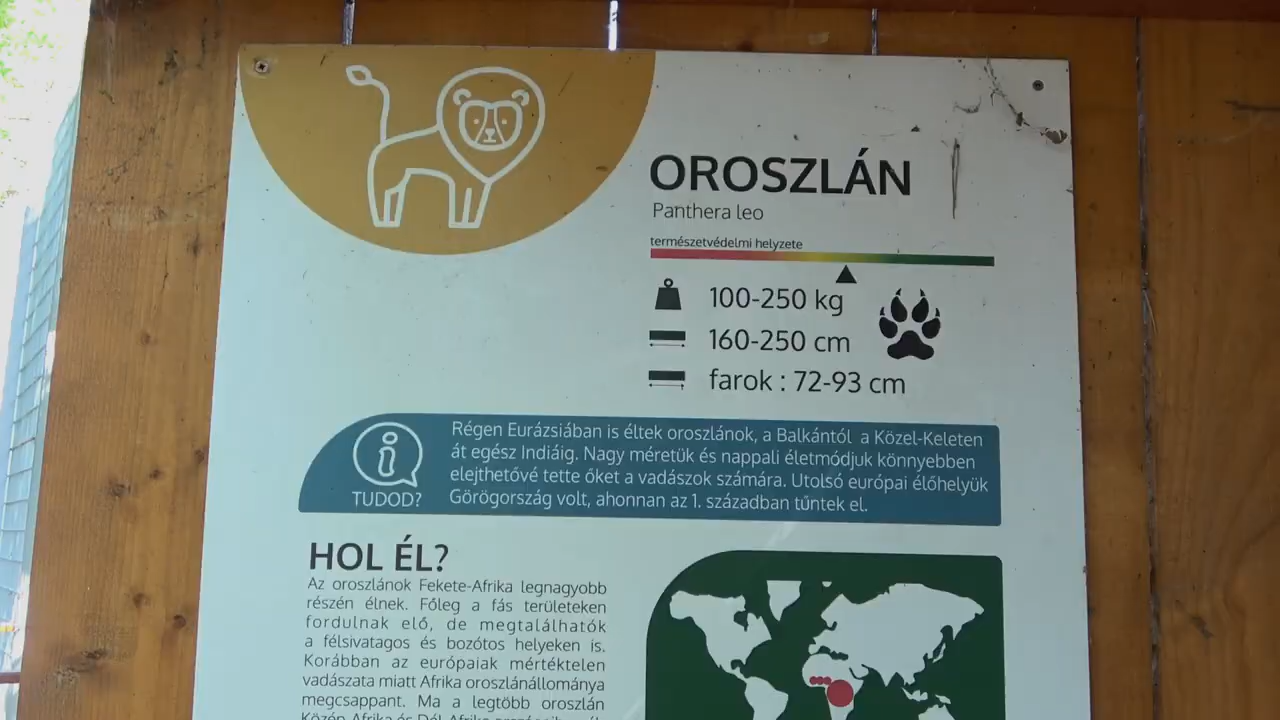 OROSZLÁN
Panthera leo
természetvédelmi helyzete
100-250 kg
160-250 cm
farok : 72-93 cm
TUDOD?
Régen Eurázsiában is éltek oroszlánok, a Balkántól a Közel-Keleten
át egész Indiáig. Nagy méretük és nappali életmódjuk könnyebben
elejthetővé tette őket a vadászok számára. Utolsó európai élőhelyük
Görögország volt, ahonnan az 1. században tűntek el.
HOL ÉL?
Az oroszlánok Fekete-Afrika legnagyobb
részén élnek. Főleg a fás területeken
fordulnak elő, de megtalálhatók
a félsivatagos és bozótos helyeken is.
Korábban az európaiak mértéktelen
vadászata miatt Afrika oroszlánállománya
megcsappant. Ma a legtöbb oroszlán
Közép-Afrika és Dél-Afrika